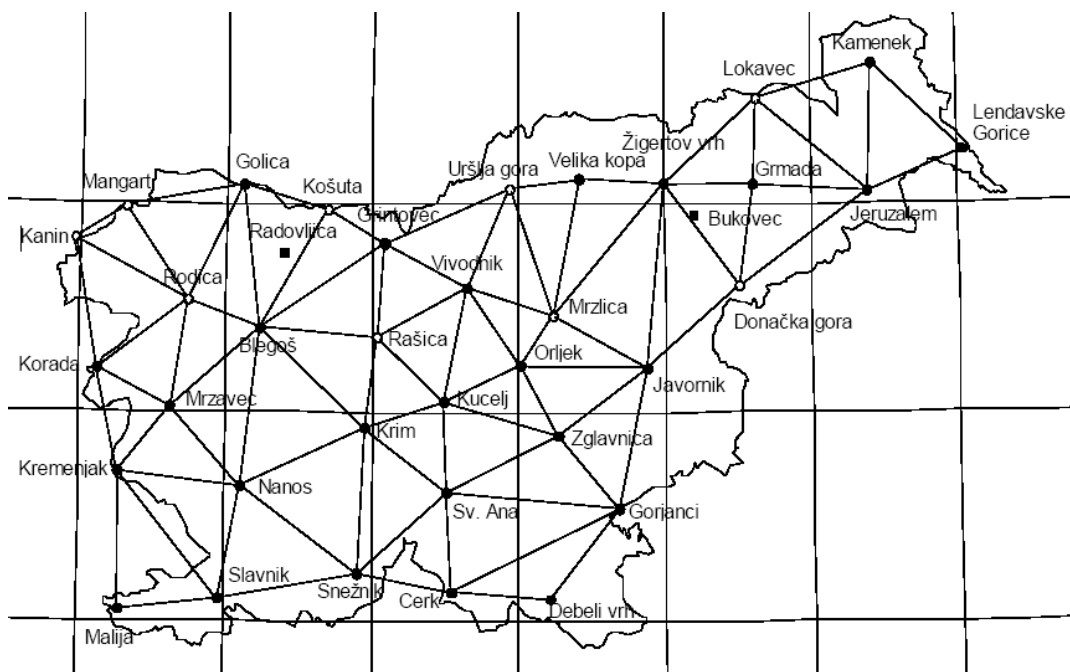 Kamenek
Lokavec
Lendavske
Gorice
Žigertov vrh
Golica
Uršlja gora
Velika kopa
Grmada
Mangart
Košuta
Grintovec
Bukovec
Jeruzalem
Kanin
Radovljica
Vivodnik
Rodica
Mrzlica
Donačka gora
Blegoš
Rašica
Orljek
Korada
Javornik
Mrzavec
Kucelj
Krim
Zglavnica
Kremenjak
Nanos
Sv. Ana
Gorjanci
Slavnik
Snežnik
Cerk
Debeli vrh
Malija